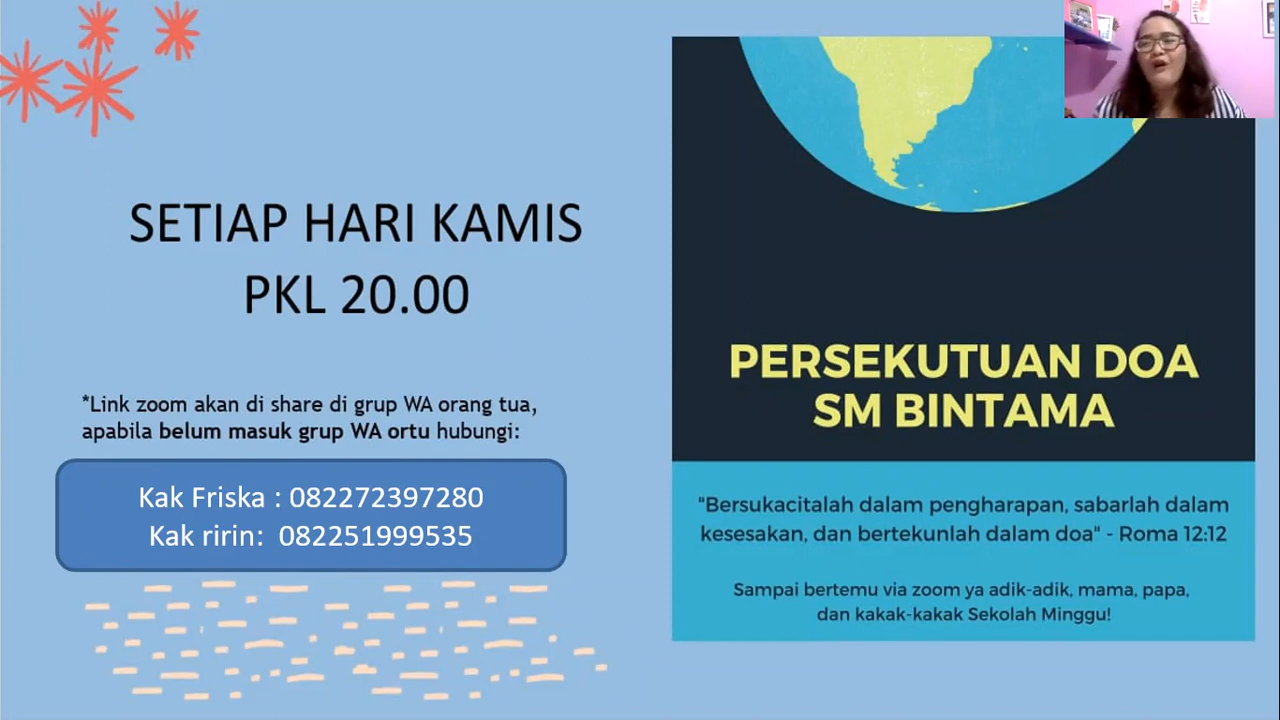 SETIAP HARI KAMIS
PKL 20.00
*Link zoom akan di share di grup WA orang tua,
apabila belum masuk grup WA ortu hubungi:
Kak Friska : 082272397280
Kak ririn: 082251999535
PERSEKUTUAN DOA
SM BINTAMA
"Bersukacitalah dalam pengharapan, sabarlah dalam
kesesakan, dan bertekunlah dalam doa" - Roma 12:12
Sampai bertemu via zoom ya adik-adik, mama, papa,
dan kakak-kakak Sekolah Minggu!